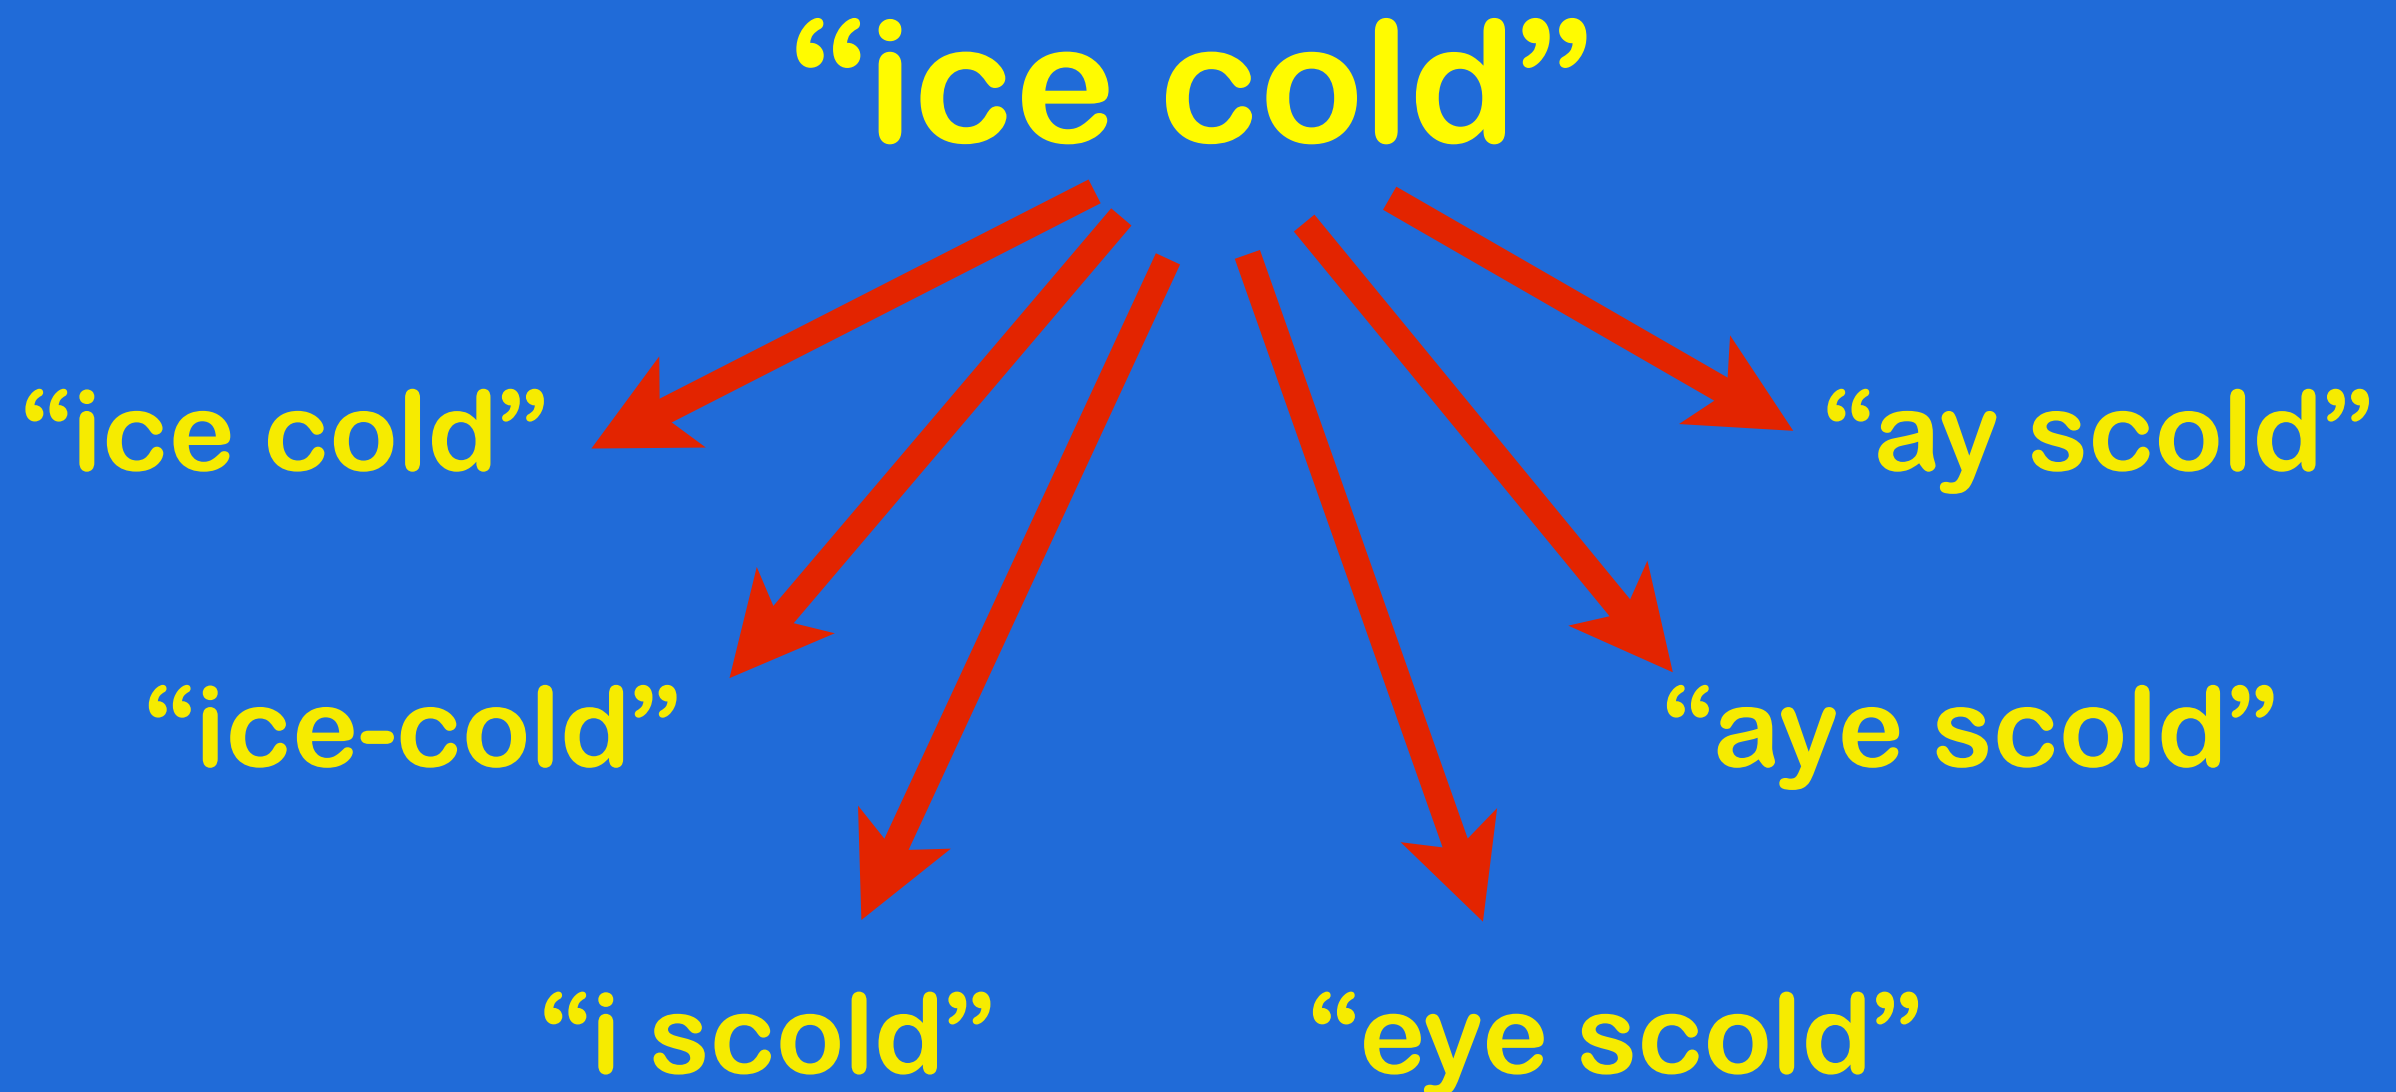 “ice cold”
“ice cold”
“ay scold”
“ice-cold”
“aye scold”
“i scold”
“eye scold”